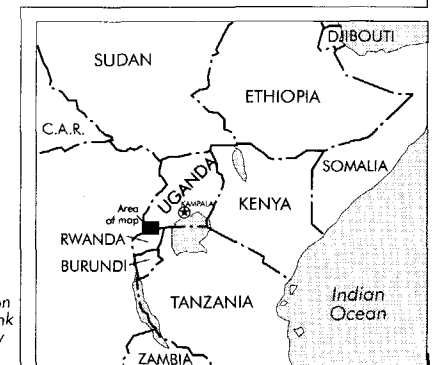 DJIBOUTI
SUDAN
ETHIOPIA
C.A.R.
SOMALIA
UGANDA
KAMPALA
KENYA
Area
of map
RWANDA
BURUNDI
TANZANIA
Indian
Ocean
ZAMBIA